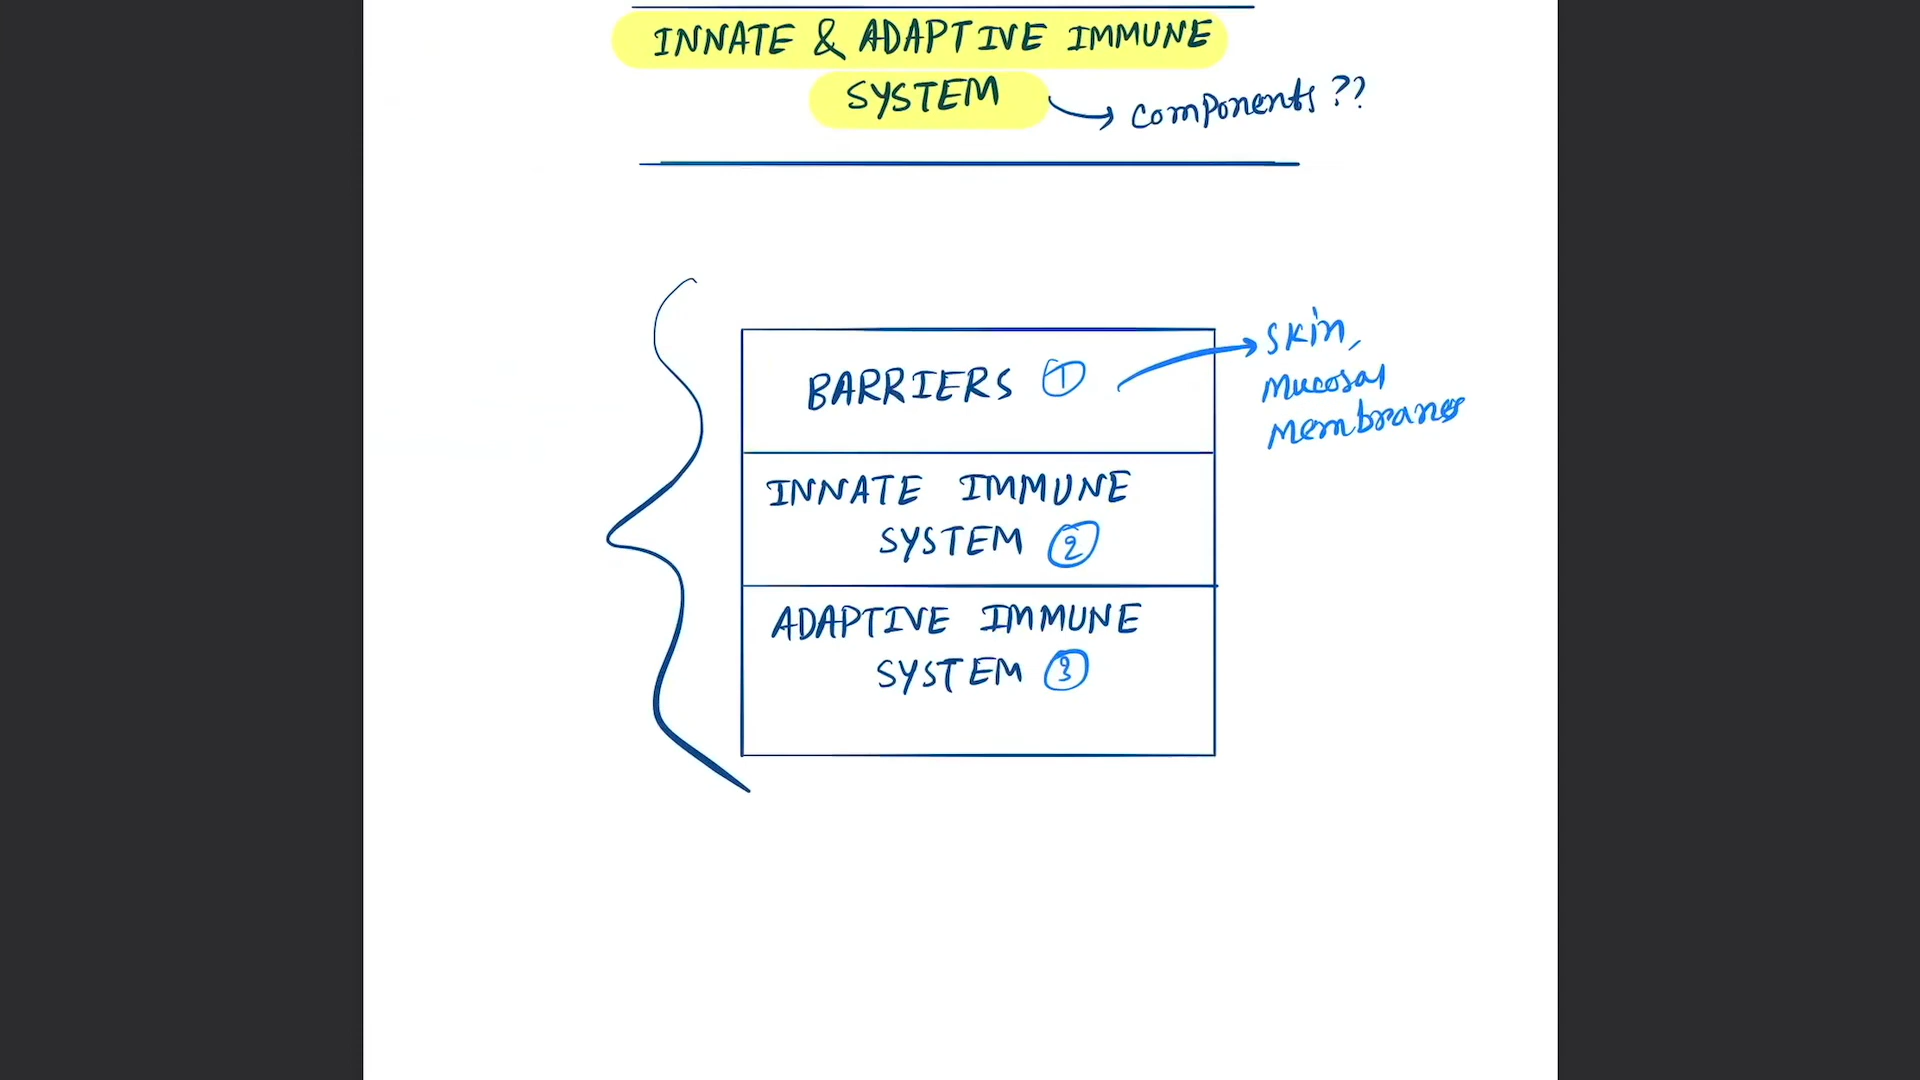 INNATE & ADAPTIVE IMMUNE
SYSTEM
components ??
BARRIERS 1
skin,
Mucosal
Membranes
INNATE IMMUNE
SYSTEM 2
ADAPTIVE IMMUNE
SYSTEM 3